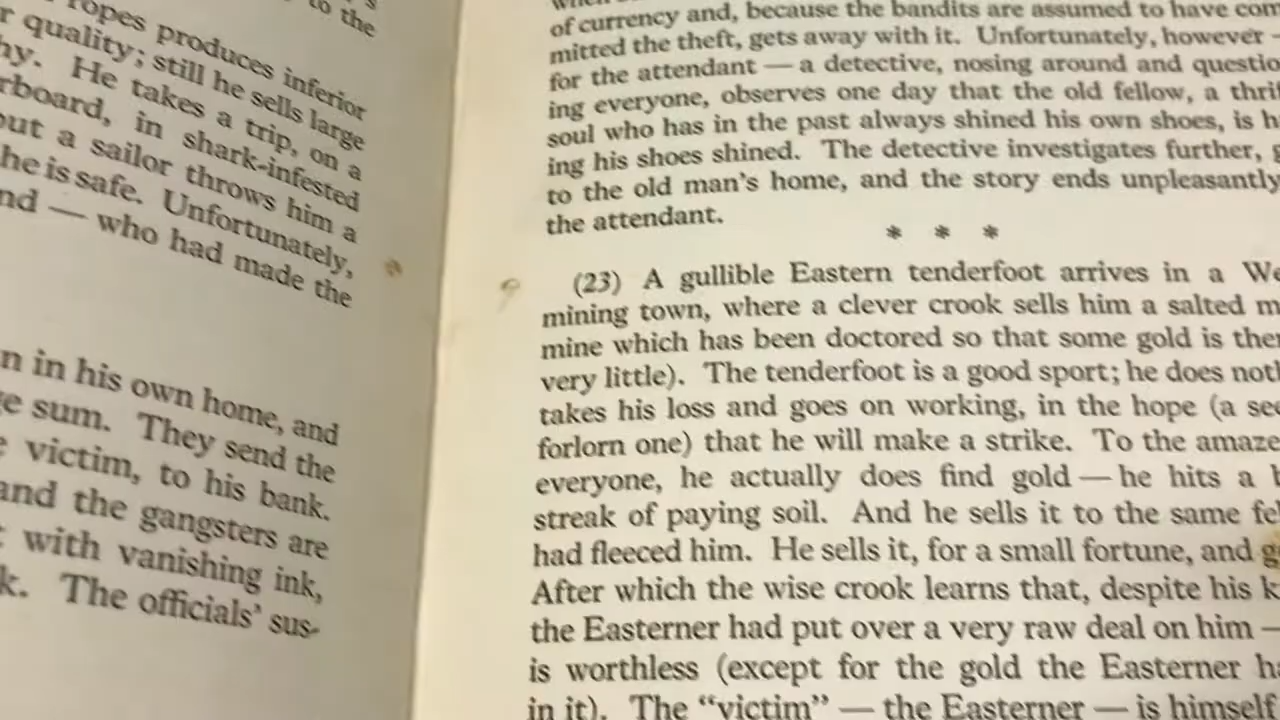 to the
ropes produces inferior
quality; still he sells large
He takes a trip, on a
in shark-infested
but a sailor throws him a
he is safe. Unfortunately,
— who had made the
in his own home, and
sum. They send the
victim, to his bank.
and the gangsters are
with vanishing ink,
The officials' sus-
of currency and, because the bandits are assumed to have com
mitted the theft, gets away with it. Unfortunately, however —
for the attendant — a detective, nosing around and questio
ing everyone, observes one day that the old fellow, a thrif
soul who has in the past always shined his own shoes, is h
ing his shoes shined. The detective investigates further, g
to the old man's home, and the story ends unpleasantly
the attendant.
* * *
(23) A gullible Eastern tenderfoot arrives in a We
mining town, where a clever crook sells him a salted m
mine which has been doctored so that some gold is ther
very little). The tenderfoot is a good sport; he does noth
takes his loss and goes on working, in the hope (a see
forlorn one) that he will make a strike. To the amaze
everyone, he actually does find gold — he hits a b
streak of paying soil. And he sells it to the same fel
had fleeced him. He sells it, for a small fortune, and g
After which the wise crook learns that, despite his k
the Easterner had put over a very raw deal on him —
is worthless (except for the gold the Easterner ha
in it). The "victim" — the Easterner — is himself